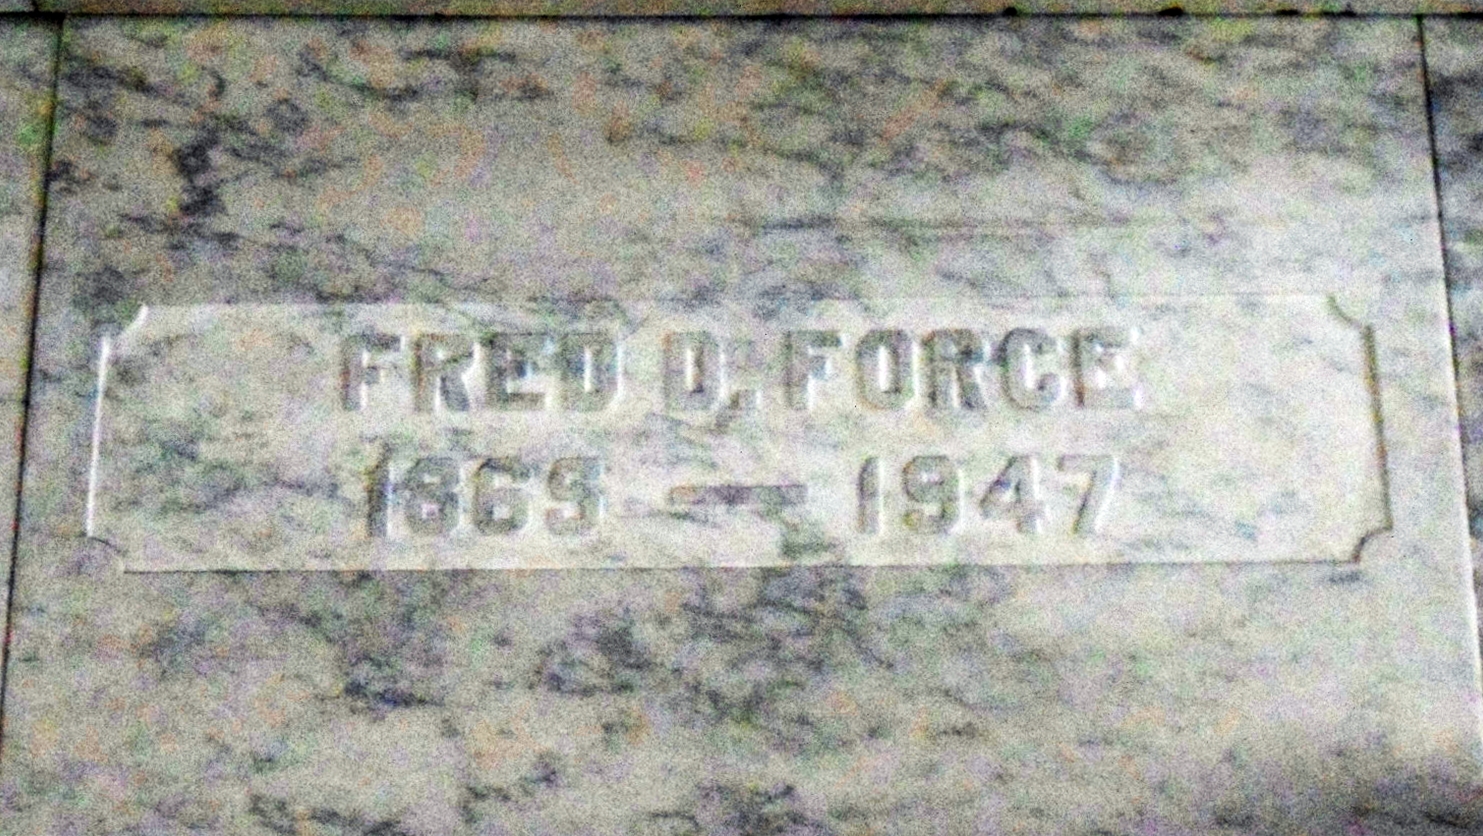 FRED D. FORCE
1869 — 1947